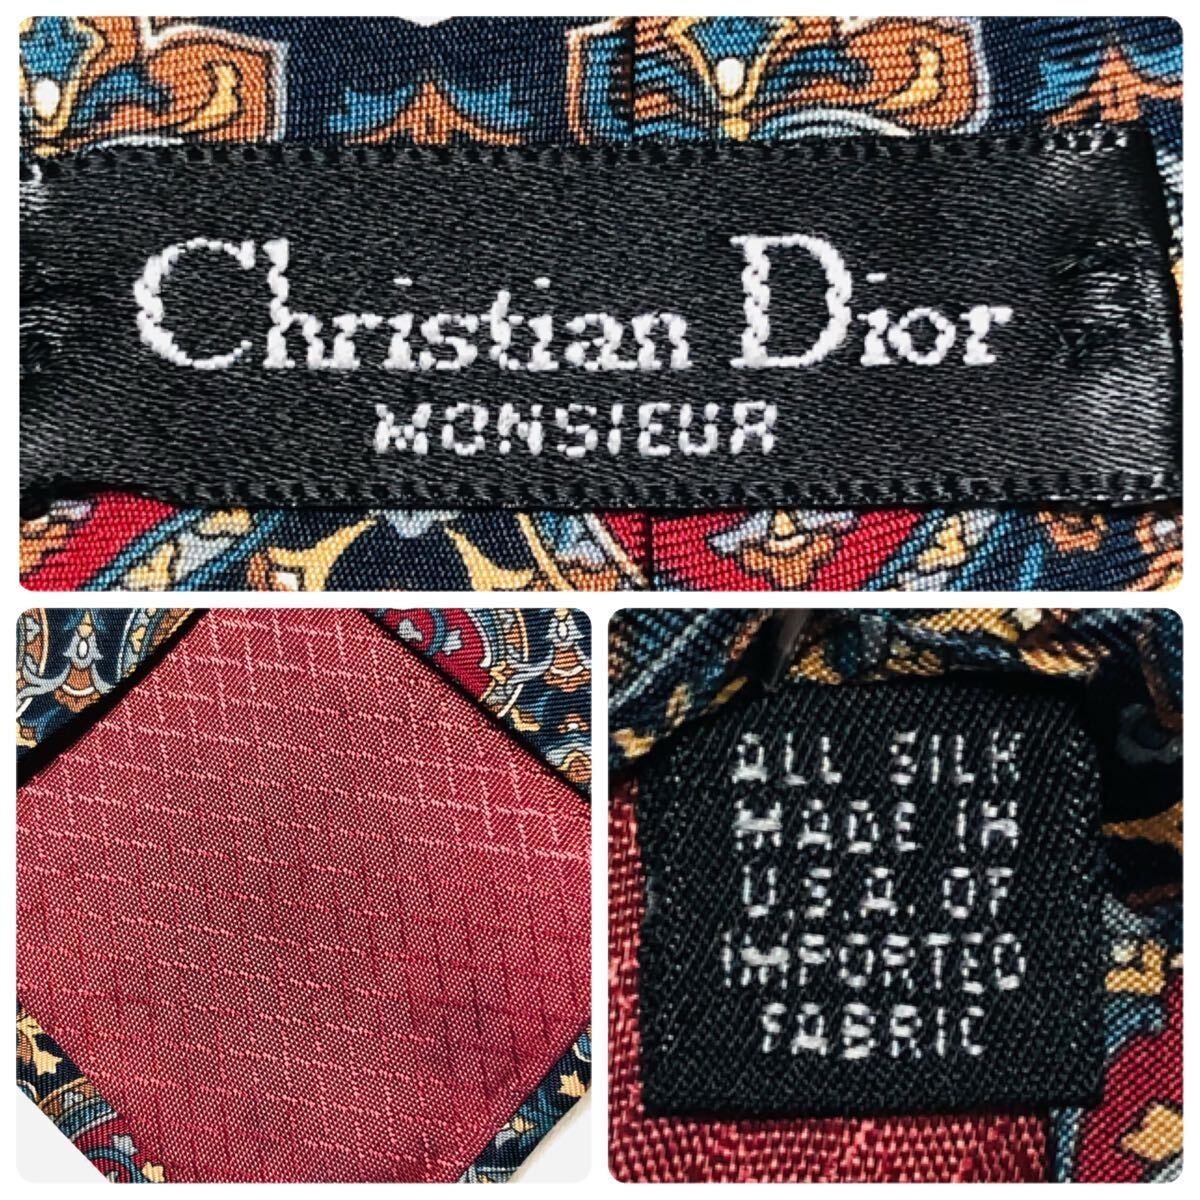 Christian Dior
MONSIEUR
ALL SILK
MADE IN
U.S.A. OF
IMPORTED
FABRIC